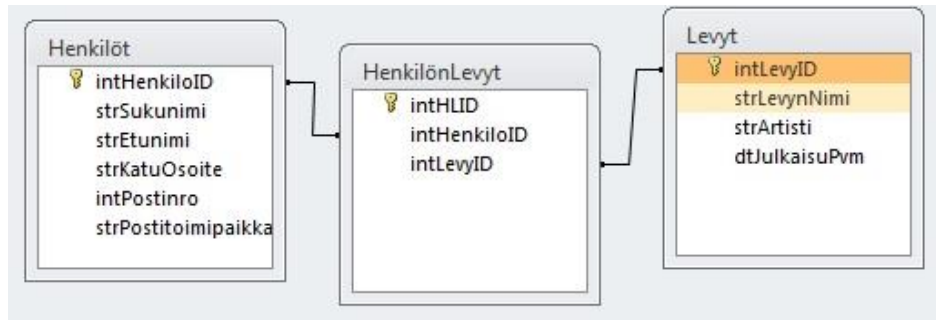 Henkilöt
intHenkiloID
strSukunimi
strEtunimi
strKatuOsoite
intPostinro
strPostitoimipaikka
HenkilönLevyt
intHLID
intHenkiloID
intLevyID
Levyt
intLevyID
strLevynNimi
strArtisti
dtJulkaisuPvm